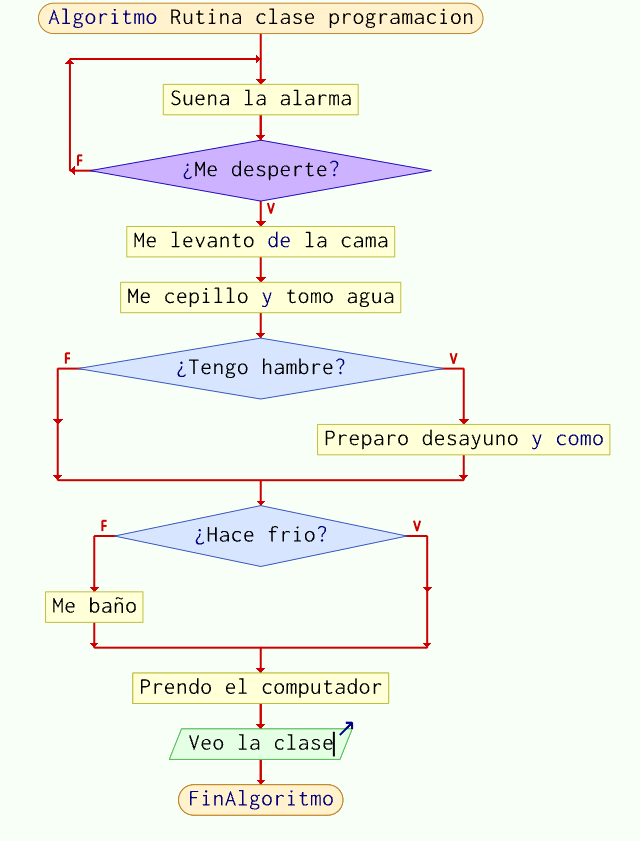 Algoritmo Rutina clase programacion
Suena la alarma
¿Me desperte?
F
V
Me levanto de la cama
Me cepillo y tomo agua
F
V
¿Tengo hambre?
Preparo desayuno y como
F
V
¿Hace frio?
Me baño
Prendo el computador
Veo la clase
FinAlgoritmo